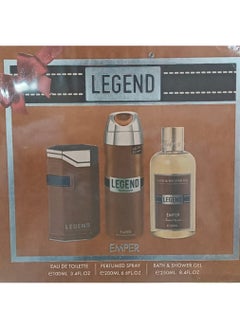 LEGEND
LEGEND
LEGEND
LEGEND
EMPER
EMPER
EAU DE TOILETTE
PERFUMED SPRAY
BATH & SHOWER GEL
℮100ML 3.4FL.OZ
℮200ML 6.6FL.OZ
℮250ML 8.4FL.OZ